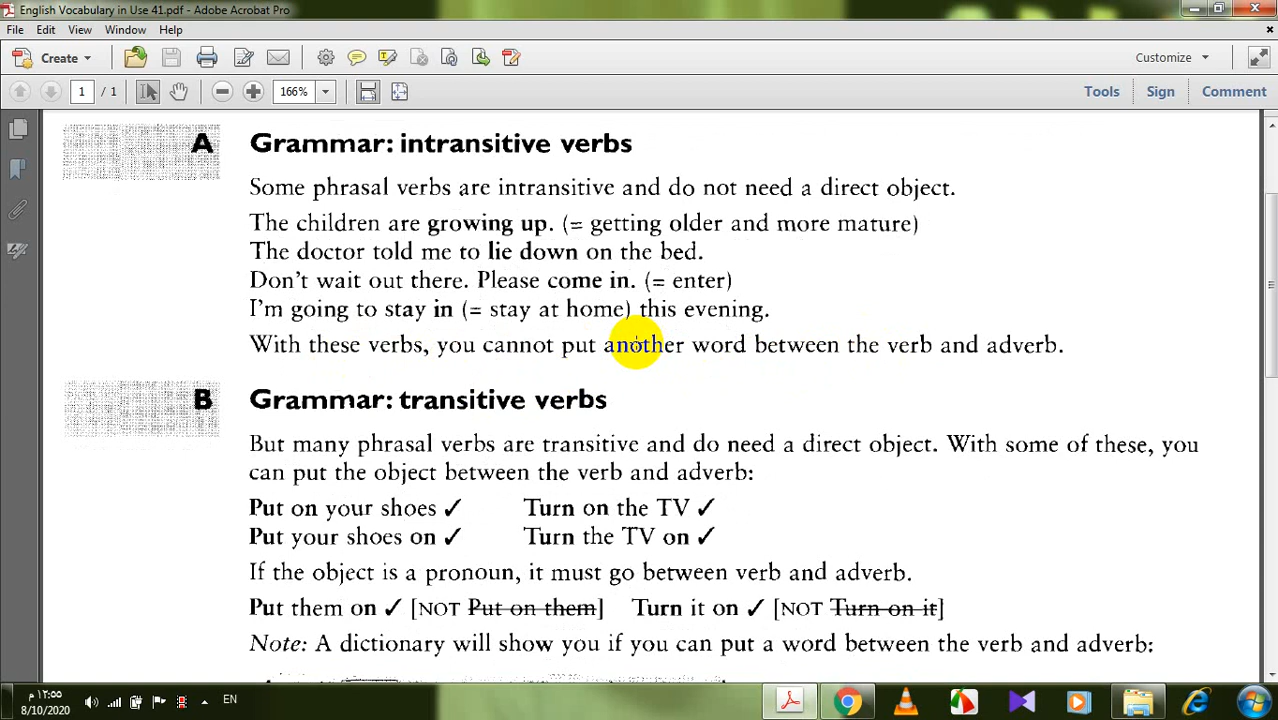 English Vocabulary in Use 41.pdf - Adobe Acrobat Pro
File Edit View Window Help
Create Customize
1 / 1 166% Tools Sign Comment
A Grammar: intransitive verbs
Some phrasal verbs are intransitive and do not need a direct object.
The children are growing up. (= getting older and more mature)
The doctor told me to lie down on the bed.
Don't wait out there. Please come in. (= enter)
I'm going to stay in (= stay at home) this evening.
With these verbs, you cannot put another word between the verb and adverb.
B Grammar: transitive verbs
But many phrasal verbs are transitive and do need a direct object. With some of these, you
can put the object between the verb and adverb:
Put on your shoes ✓ Turn on the TV ✓
Put your shoes on ✓ Turn the TV on ✓
If the object is a pronoun, it must go between verb and adverb.
Put them on ✓ [NOT Put on them] Turn it on ✓ [NOT Turn on it]
Note: A dictionary will show you if you can put a word between the verb and adverb:
م ١٢:٥٥
8/10/2020
EN